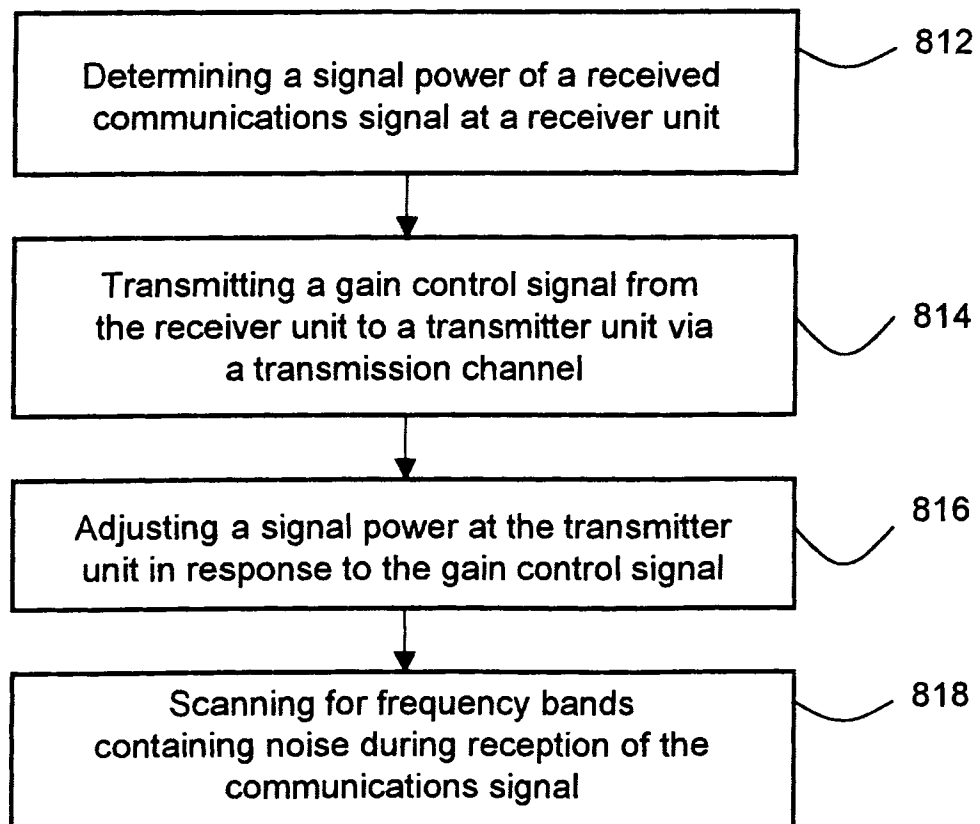 Determining a signal power of a received
communications signal at a receiver unit
812
Transmitting a gain control signal from
the receiver unit to a transmitter unit via
a transmission channel
814
Adjusting a signal power at the transmitter
unit in response to the gain control signal
816
Scanning for frequency bands
containing noise during reception of the
communications signal
818